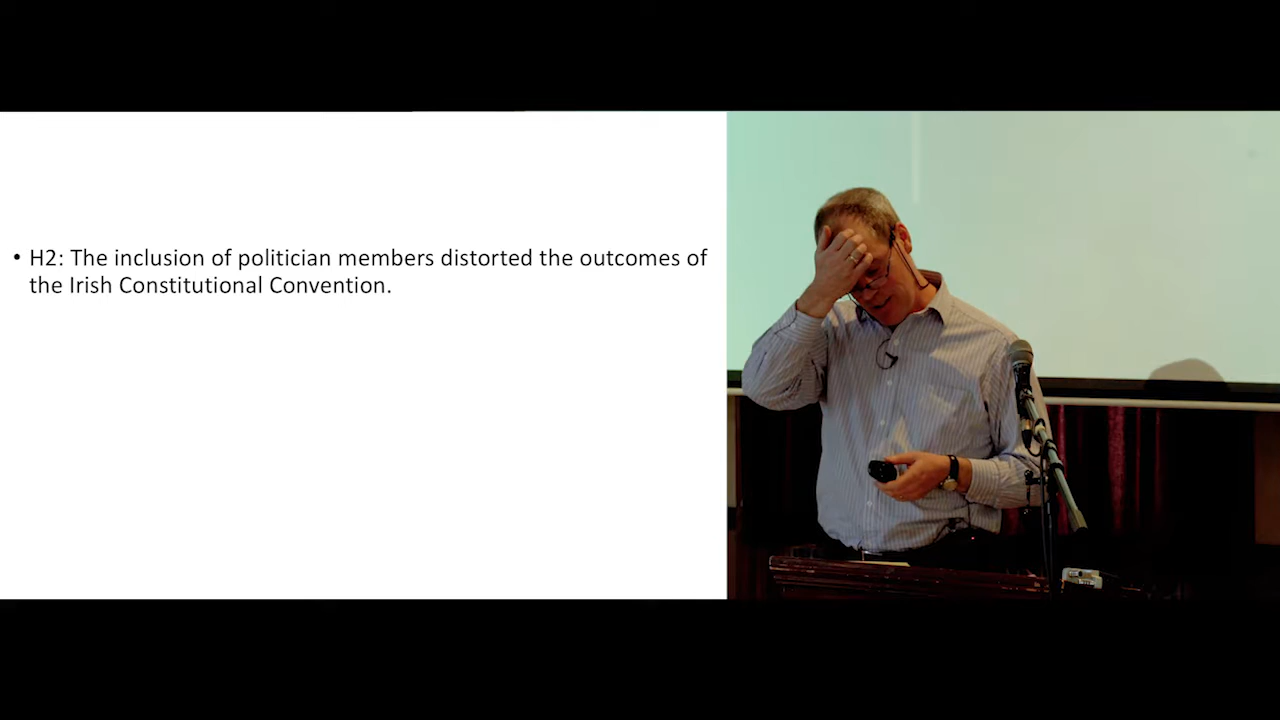 • H2: The inclusion of politician members distorted the outcomes of
the Irish Constitutional Convention.